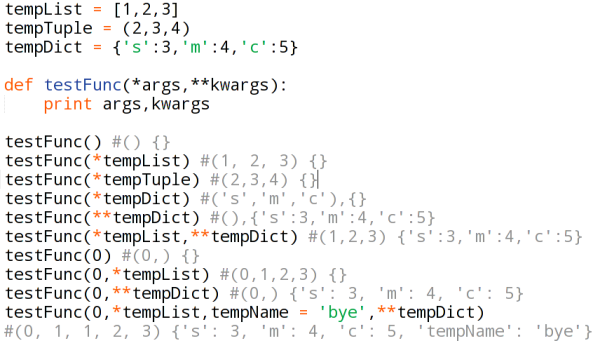 tempList = [1,2,3]
tempTuple = (2,3,4)
tempDict = {'s':3,'m':4,'c':5}
def testFunc(*args,**kwargs):
    print args,kwargs
testFunc() #() {}
testFunc(*tempList) #(1, 2, 3) {}
testFunc(*tempTuple) #(2,3,4) {}
testFunc(*tempDict) #('s','m','c'),{}
testFunc(**tempDict) #(),{'s':3,'m':4,'c':5}
testFunc(*tempList,**tempDict) #(1,2,3) {'s':3,'m':4,'c':5}
testFunc(0) #(0,) {}
testFunc(0,*tempList) #(0,1,2,3) {}
testFunc(0,**tempDict) #(0,) {'s': 3, 'm': 4, 'c': 5}
testFunc(0,*tempList,tempName = 'bye',**tempDict)
#(0, 1, 1, 2, 3) {'s': 3, 'm': 4, 'c': 5, 'tempName': 'bye'}